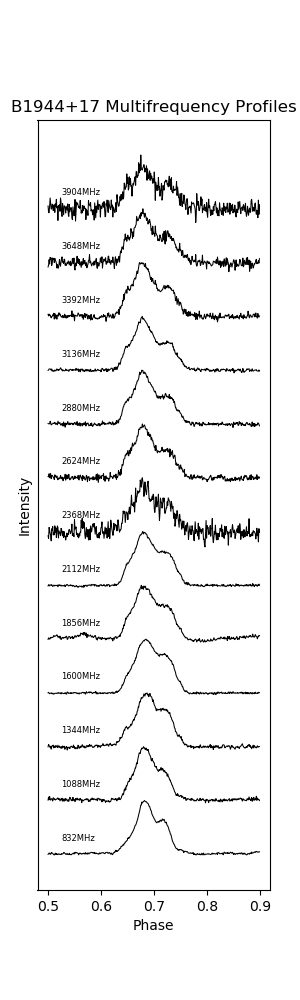 B1944+17 Multifrequency Profiles
3904MHz
3648MHz
3392MHz
3136MHz
2880MHz
2624MHz
2368MHz
2112MHz
1856MHz
1600MHz
1344MHz
1088MHz
832MHz
Intensity
0.5 0.6 0.7 0.8 0.9
Phase